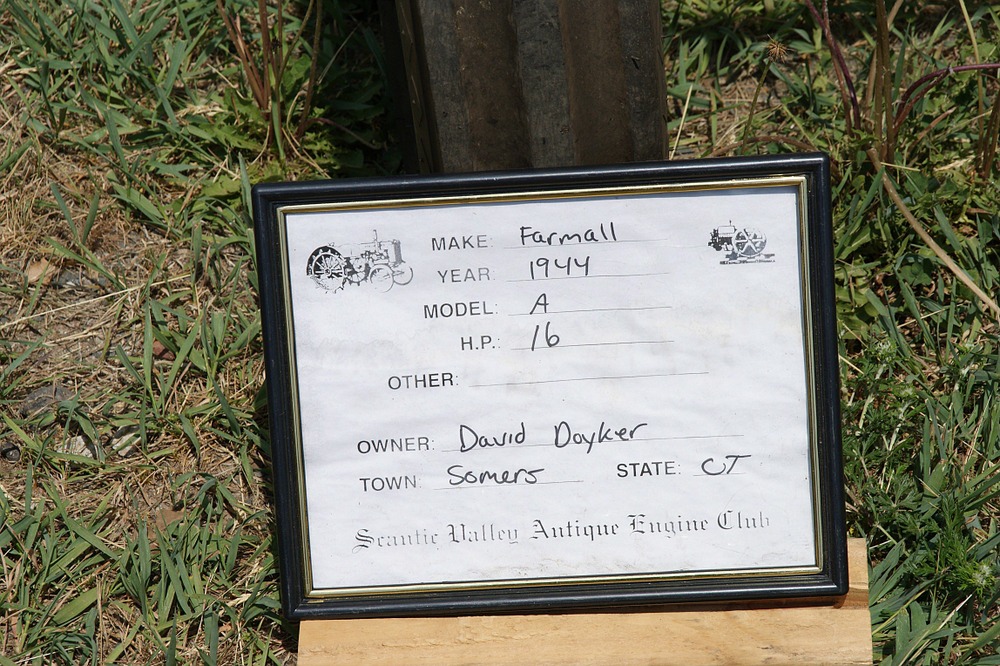 MAKE: Farmall
YEAR: 1944
MODEL: A
H.P.: 16
OTHER:
OWNER: David Doyker
TOWN: Somers STATE: CT
Scantic Valley Antique Engine Club